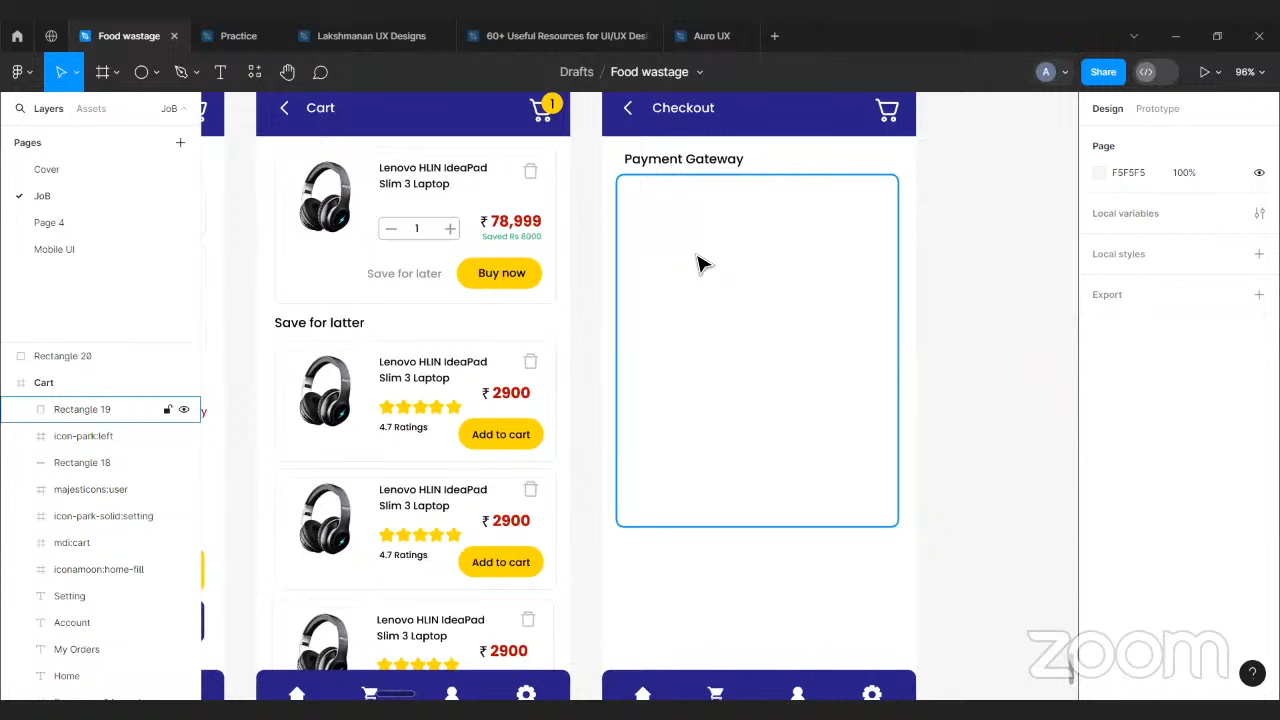 Food wastage
Practice
Lakshmanan UX Designs
60+ Useful Resources for UI/UX Desi
Auro UX
Drafts / Food wastage
A
Share
96%
Layers
Assets
JoB
Pages
Cover
JoB
Page 4
Mobile UI
Rectangle 20
Cart
Rectangle 19
icon-park:left
Rectangle 18
majesticons:user
icon-park-solid:setting
mdi:cart
iconamoon:home-fill
Setting
Account
My Orders
Home
y
Cart
1
Lenovo HLIN IdeaPad
Slim 3 Laptop
1
₹ 78,999
Saved Rs 8000
Save for later
Buy now
Save for latter
Lenovo HLIN IdeaPad
Slim 3 Laptop
₹ 2900
4.7 Ratings
Add to cart
Lenovo HLIN IdeaPad
Slim 3 Laptop
₹ 2900
4.7 Ratings
Add to cart
Lenovo HLIN IdeaPad
Slim 3 Laptop
₹ 2900
Checkout
Payment Gateway
Design
Prototype
Page
F5F5F5
100%
Local variables
Local styles
Export
zoom
?